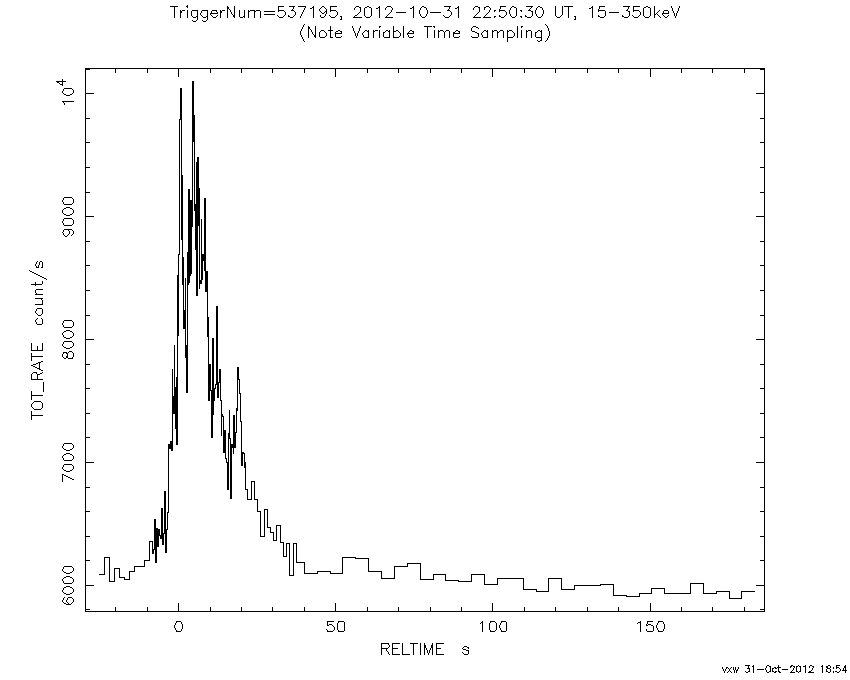 TriggerNum=537195, 2012-10-31 22:50:30 UT, 15-350keV
(Note Variable Time Sampling)
10⁴
9000
8000
7000
6000
TOT_RATE count/s
0 50 100 150
RELTIME s
vxw 31-Oct-2012 18:54